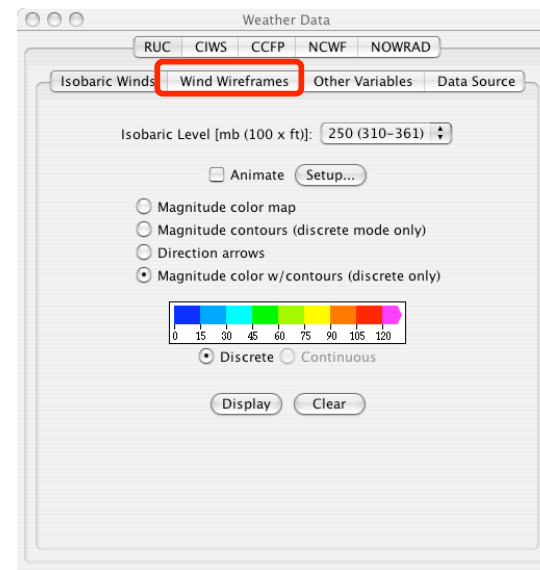 Weather Data
RUC CIWS CCFP NCWF NOWRAD
Isobaric Winds Wind Wireframes Other Variables Data Source
Isobaric Level [mb (100 x ft)]: 250 (310-361)
Animate Setup...
Magnitude color map
Magnitude contours (discrete mode only)
Direction arrows
Magnitude color w/contours (discrete only)
0 15 30 45 60 75 90 105 120
Discrete Continuous
Display Clear